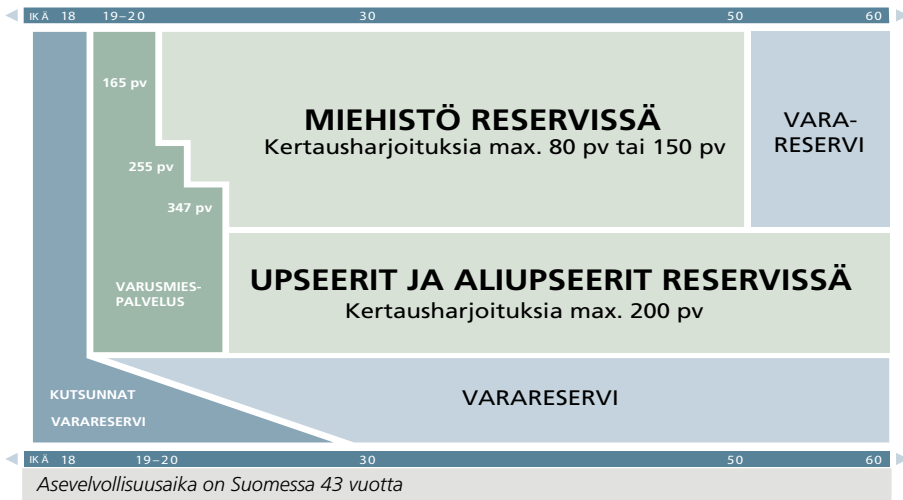 IKÄ 18 19–20 30 50 60
165 pv
255 pv
347 pv
VARUSMIES-
PALVELUS
MIEHISTÖ RESERVISSÄ
Kertausharjoituksia max. 80 pv tai 150 pv
VARA-
RESERVI
UPSEERIT JA ALIUPSEERIT RESERVISSÄ
Kertausharjoituksia max. 200 pv
KUTSUNNAT
VARARESERVI
VARARESERVI
IKÄ 18 19–20 30 50 60
Asevelvollisuusaika on Suomessa 43 vuotta